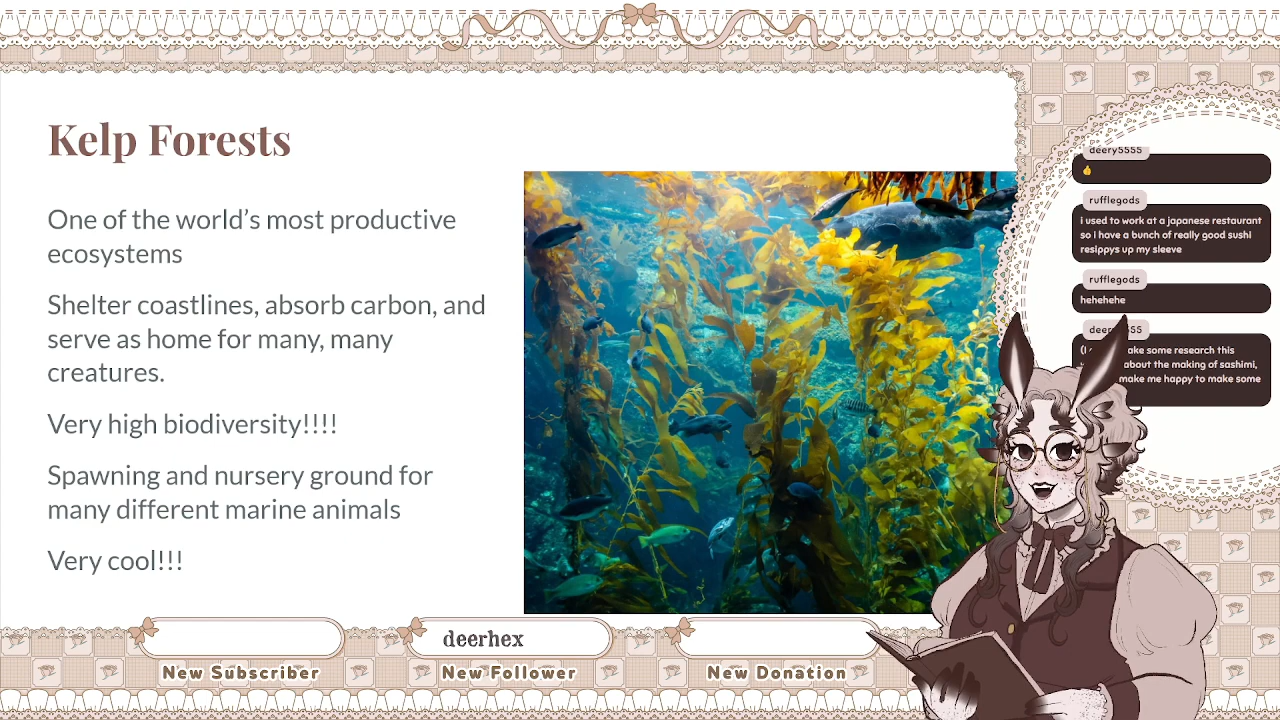 Kelp Forests
One of the world's most productive
ecosystems
Shelter coastlines, absorb carbon, and
serve as home for many, many
creatures.
Very high biodiversity!!!!
Spawning and nursery ground for
many different marine animals
Very cool!!!
deery5555
👍
rufflegods
i used to work at a japanese restaurant
so i have a bunch of really good sushi
resippys up my sleeve
rufflegods
hehehehe
ake some research this
about the making of sashimi,
make me happy to make some
deerhex
New Subscriber
New Follower
New Donation